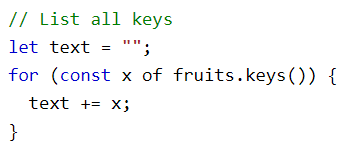 // List all keys
let text = "";
for (const x of fruits.keys()) {
  text += x;
}